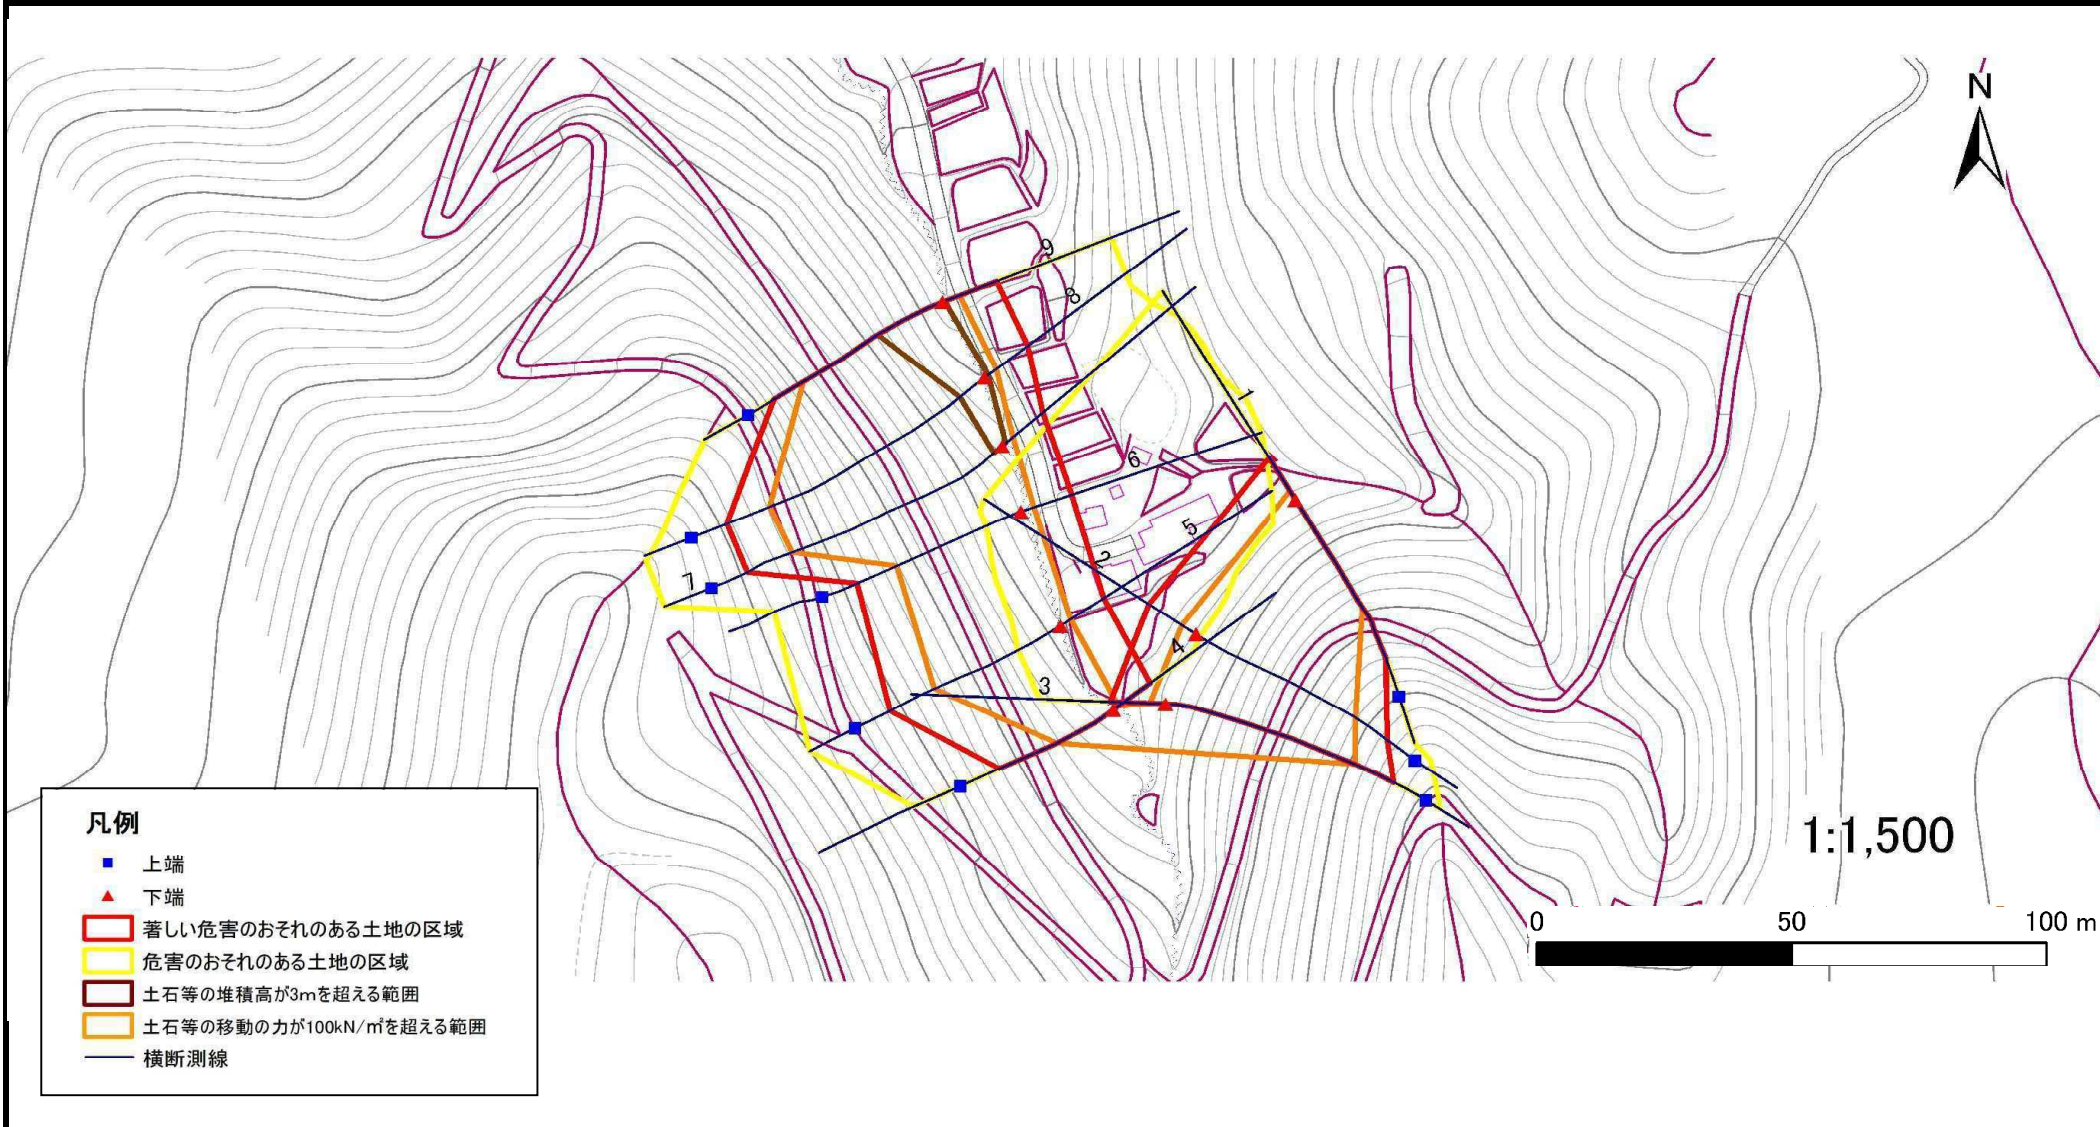 N
9
8
1
6
5
2
7
4
3
1:1,500
0 50 100 m
凡例
上端
下端
著しい危害のおそれのある土地の区域
危害のおそれのある土地の区域
土石等の堆積高が3mを超える範囲
土石等の移動の力が100kN/㎡を超える範囲
横断測線